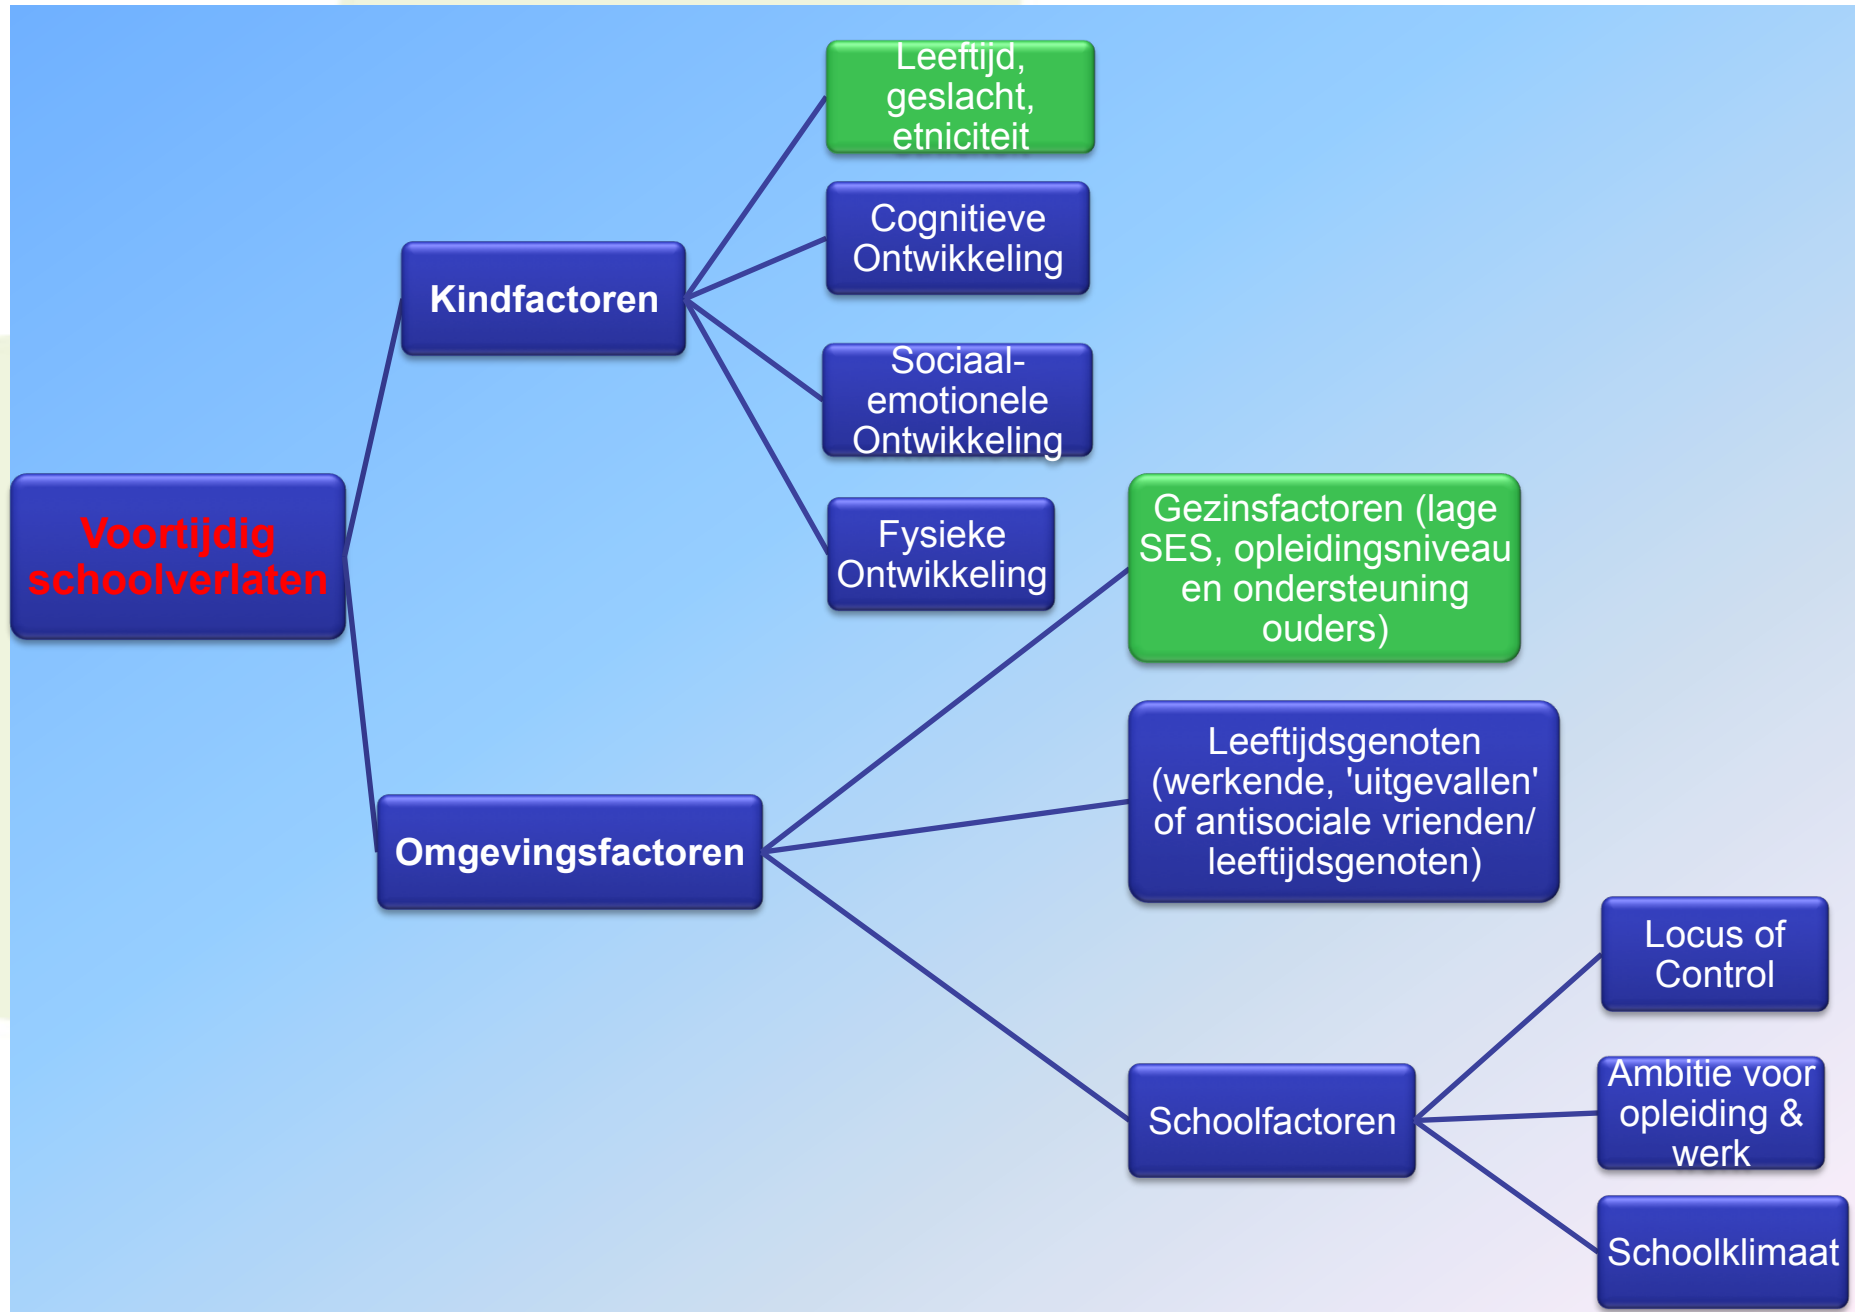 Leeftijd,
geslacht,
etniciteit
Cognitieve
Ontwikkeling
Kindfactoren
Sociaal-
emotionele
Ontwikkeling
Voortijdig
schoolverlaten
Fysieke
Ontwikkeling
Gezinsfactoren (lage
SES, opleidingsniveau
en ondersteuning
ouders)
Leeftijdsgenoten
(werkende, 'uitgevallen'
of antisociale vrienden/
leeftijdsgenoten)
Omgevingsfactoren
Locus of
Control
Schoolfactoren
Ambitie voor
opleiding &
werk
Schoolklimaat